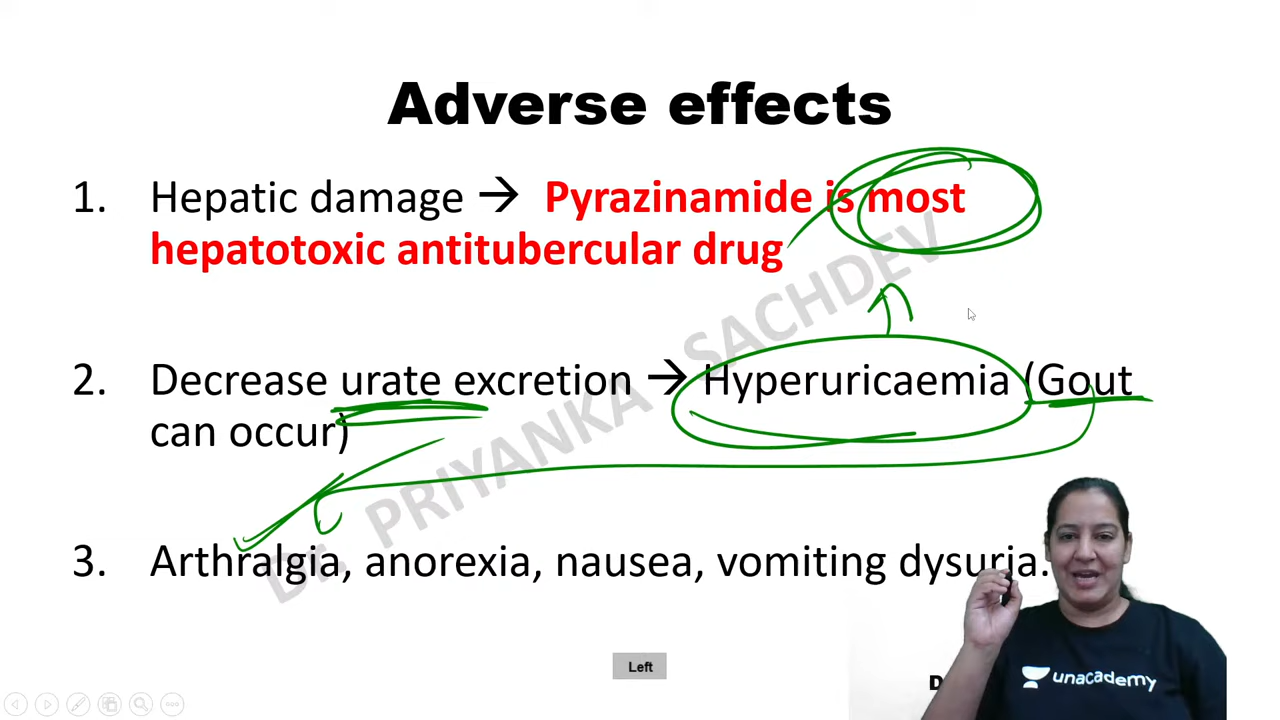 Adverse effects
1. Hepatic damage → Pyrazinamide is most
hepatotoxic antitubercular drug
2. Decrease urate excretion → Hyperuricaemia (Gout
can occur)
3. Arthralgia, anorexia, nausea, vomiting dysuria.
Dr. PRIYANKA SACHDEV
Left
unacademy
D